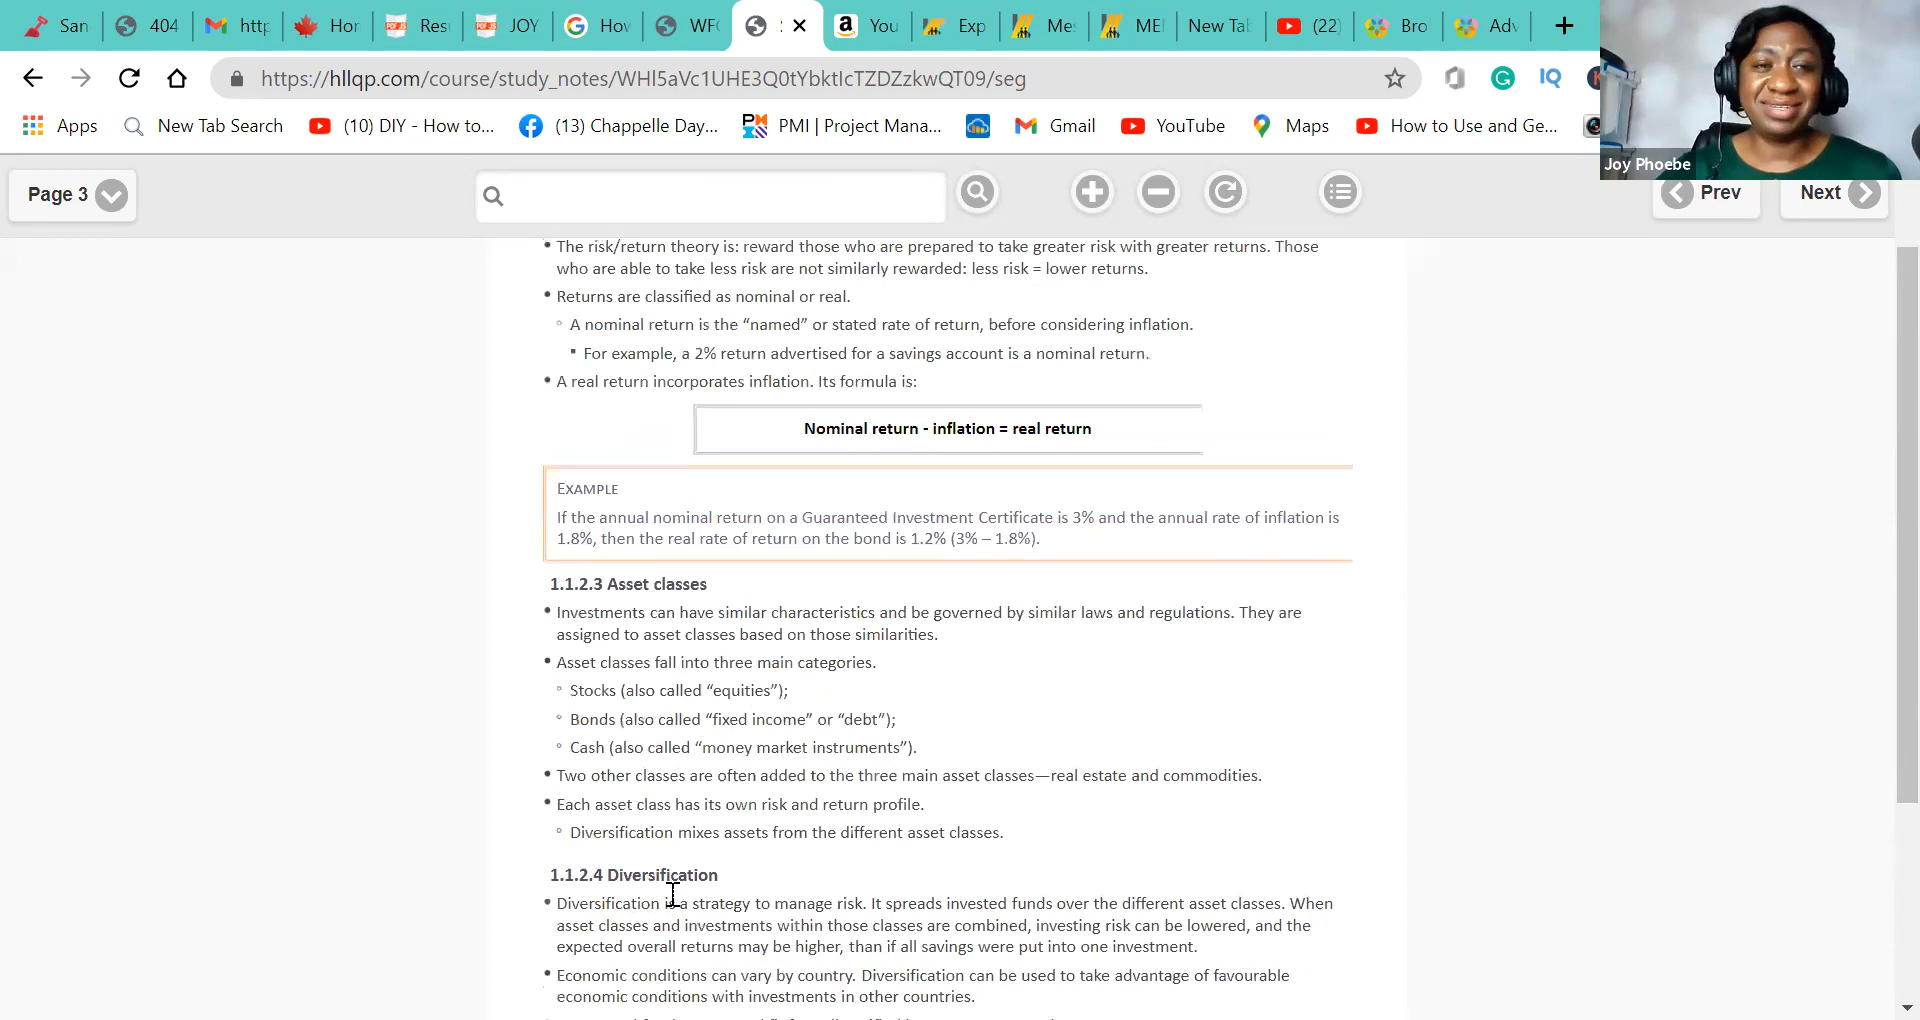 San
404
http
Hor
Res
JOY
Hov
WFC
You
Exp
Me
MEI
New Tab
(22)
Bro
Adv
https://hllqp.com/course/study_notes/WHl5aVc1UHE3Q0tYbktIcTZDZzkwQT09/seg
IQ
Apps
New Tab Search
(10) DIY - How to...
(13) Chappelle Day...
PMI | Project Mana...
Gmail
YouTube
Maps
How to Use and Ge...
Joy Phoebe
Page 3
Prev
Next
• The risk/return theory is: reward those who are prepared to take greater risk with greater returns. Those
who are able to take less risk are not similarly rewarded: less risk = lower returns.
• Returns are classified as nominal or real.
◦ A nominal return is the “named” or stated rate of return, before considering inflation.
▪ For example, a 2% return advertised for a savings account is a nominal return.
• A real return incorporates inflation. Its formula is:
Nominal return - inflation = real return
EXAMPLE
If the annual nominal return on a Guaranteed Investment Certificate is 3% and the annual rate of inflation is
1.8%, then the real rate of return on the bond is 1.2% (3% – 1.8%).
1.1.2.3 Asset classes
• Investments can have similar characteristics and be governed by similar laws and regulations. They are
assigned to asset classes based on those similarities.
• Asset classes fall into three main categories.
◦ Stocks (also called “equities”);
◦ Bonds (also called “fixed income” or “debt”);
◦ Cash (also called “money market instruments”).
• Two other classes are often added to the three main asset classes—real estate and commodities.
• Each asset class has its own risk and return profile.
◦ Diversification mixes assets from the different asset classes.
1.1.2.4 Diversification
• Diversification is a strategy to manage risk. It spreads invested funds over the different asset classes. When
asset classes and investments within those classes are combined, investing risk can be lowered, and the
expected overall returns may be higher, than if all savings were put into one investment.
• Economic conditions can vary by country. Diversification can be used to take advantage of favourable
economic conditions with investments in other countries.